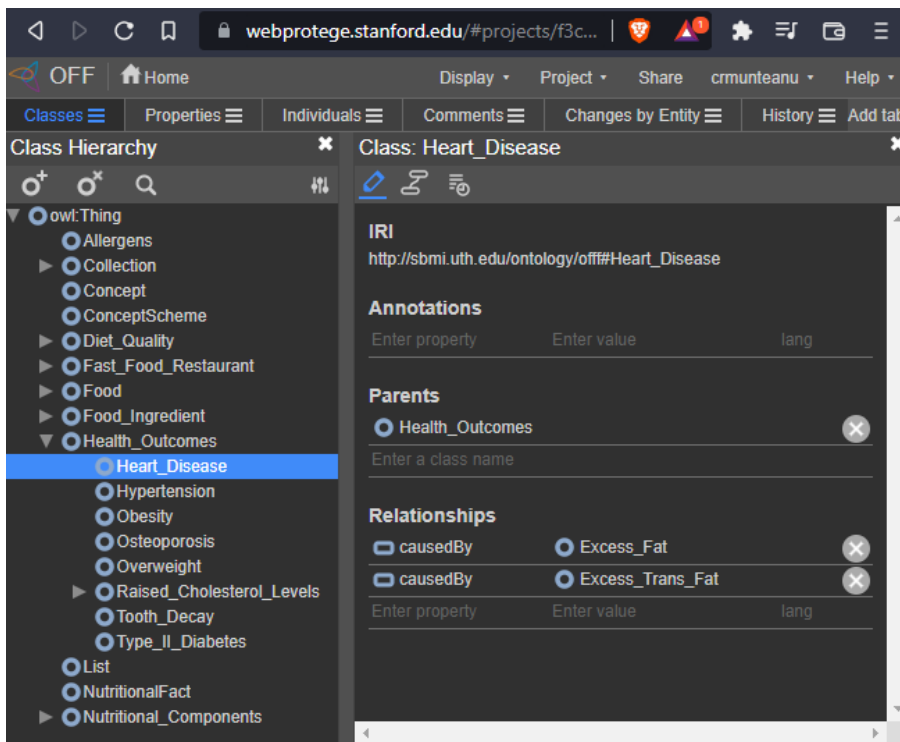 webprotege.stanford.edu/#projects/f3c...
1
OFF Home Display Project Share crmunteanu Help
Classes Properties Individuals Comments Changes by Entity History Add tab
Class Hierarchy
owl:Thing
Allergens
Collection
Concept
ConceptScheme
Diet_Quality
Fast_Food_Restaurant
Food
Food_Ingredient
Health_Outcomes
Heart_Disease
Hypertension
Obesity
Osteoporosis
Overweight
Raised_Cholesterol_Levels
Tooth_Decay
Type_II_Diabetes
List
NutritionalFact
Nutritional_Components
Class: Heart_Disease
IRI
http://sbmi.uth.edu/ontology/offf#Heart_Disease
Annotations
Enter property Enter value lang
Parents
Health_Outcomes
Enter a class name
Relationships
causedBy Excess_Fat
causedBy Excess_Trans_Fat
Enter property Enter value lang